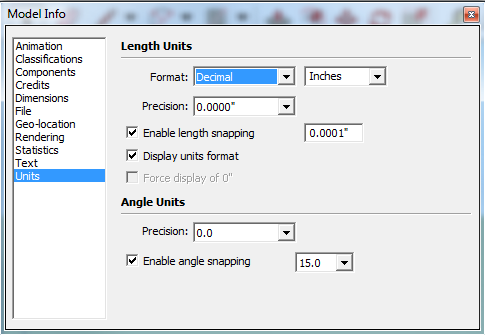 Model Info
Animation
Classifications
Components
Credits
Dimensions
File
Geo-location
Rendering
Statistics
Text
Units
Length Units
Format: Decimal Inches
Precision: 0.0000"
Enable length snapping 0.0001"
Display units format
Force display of 0"
Angle Units
Precision: 0.0
Enable angle snapping 15.0